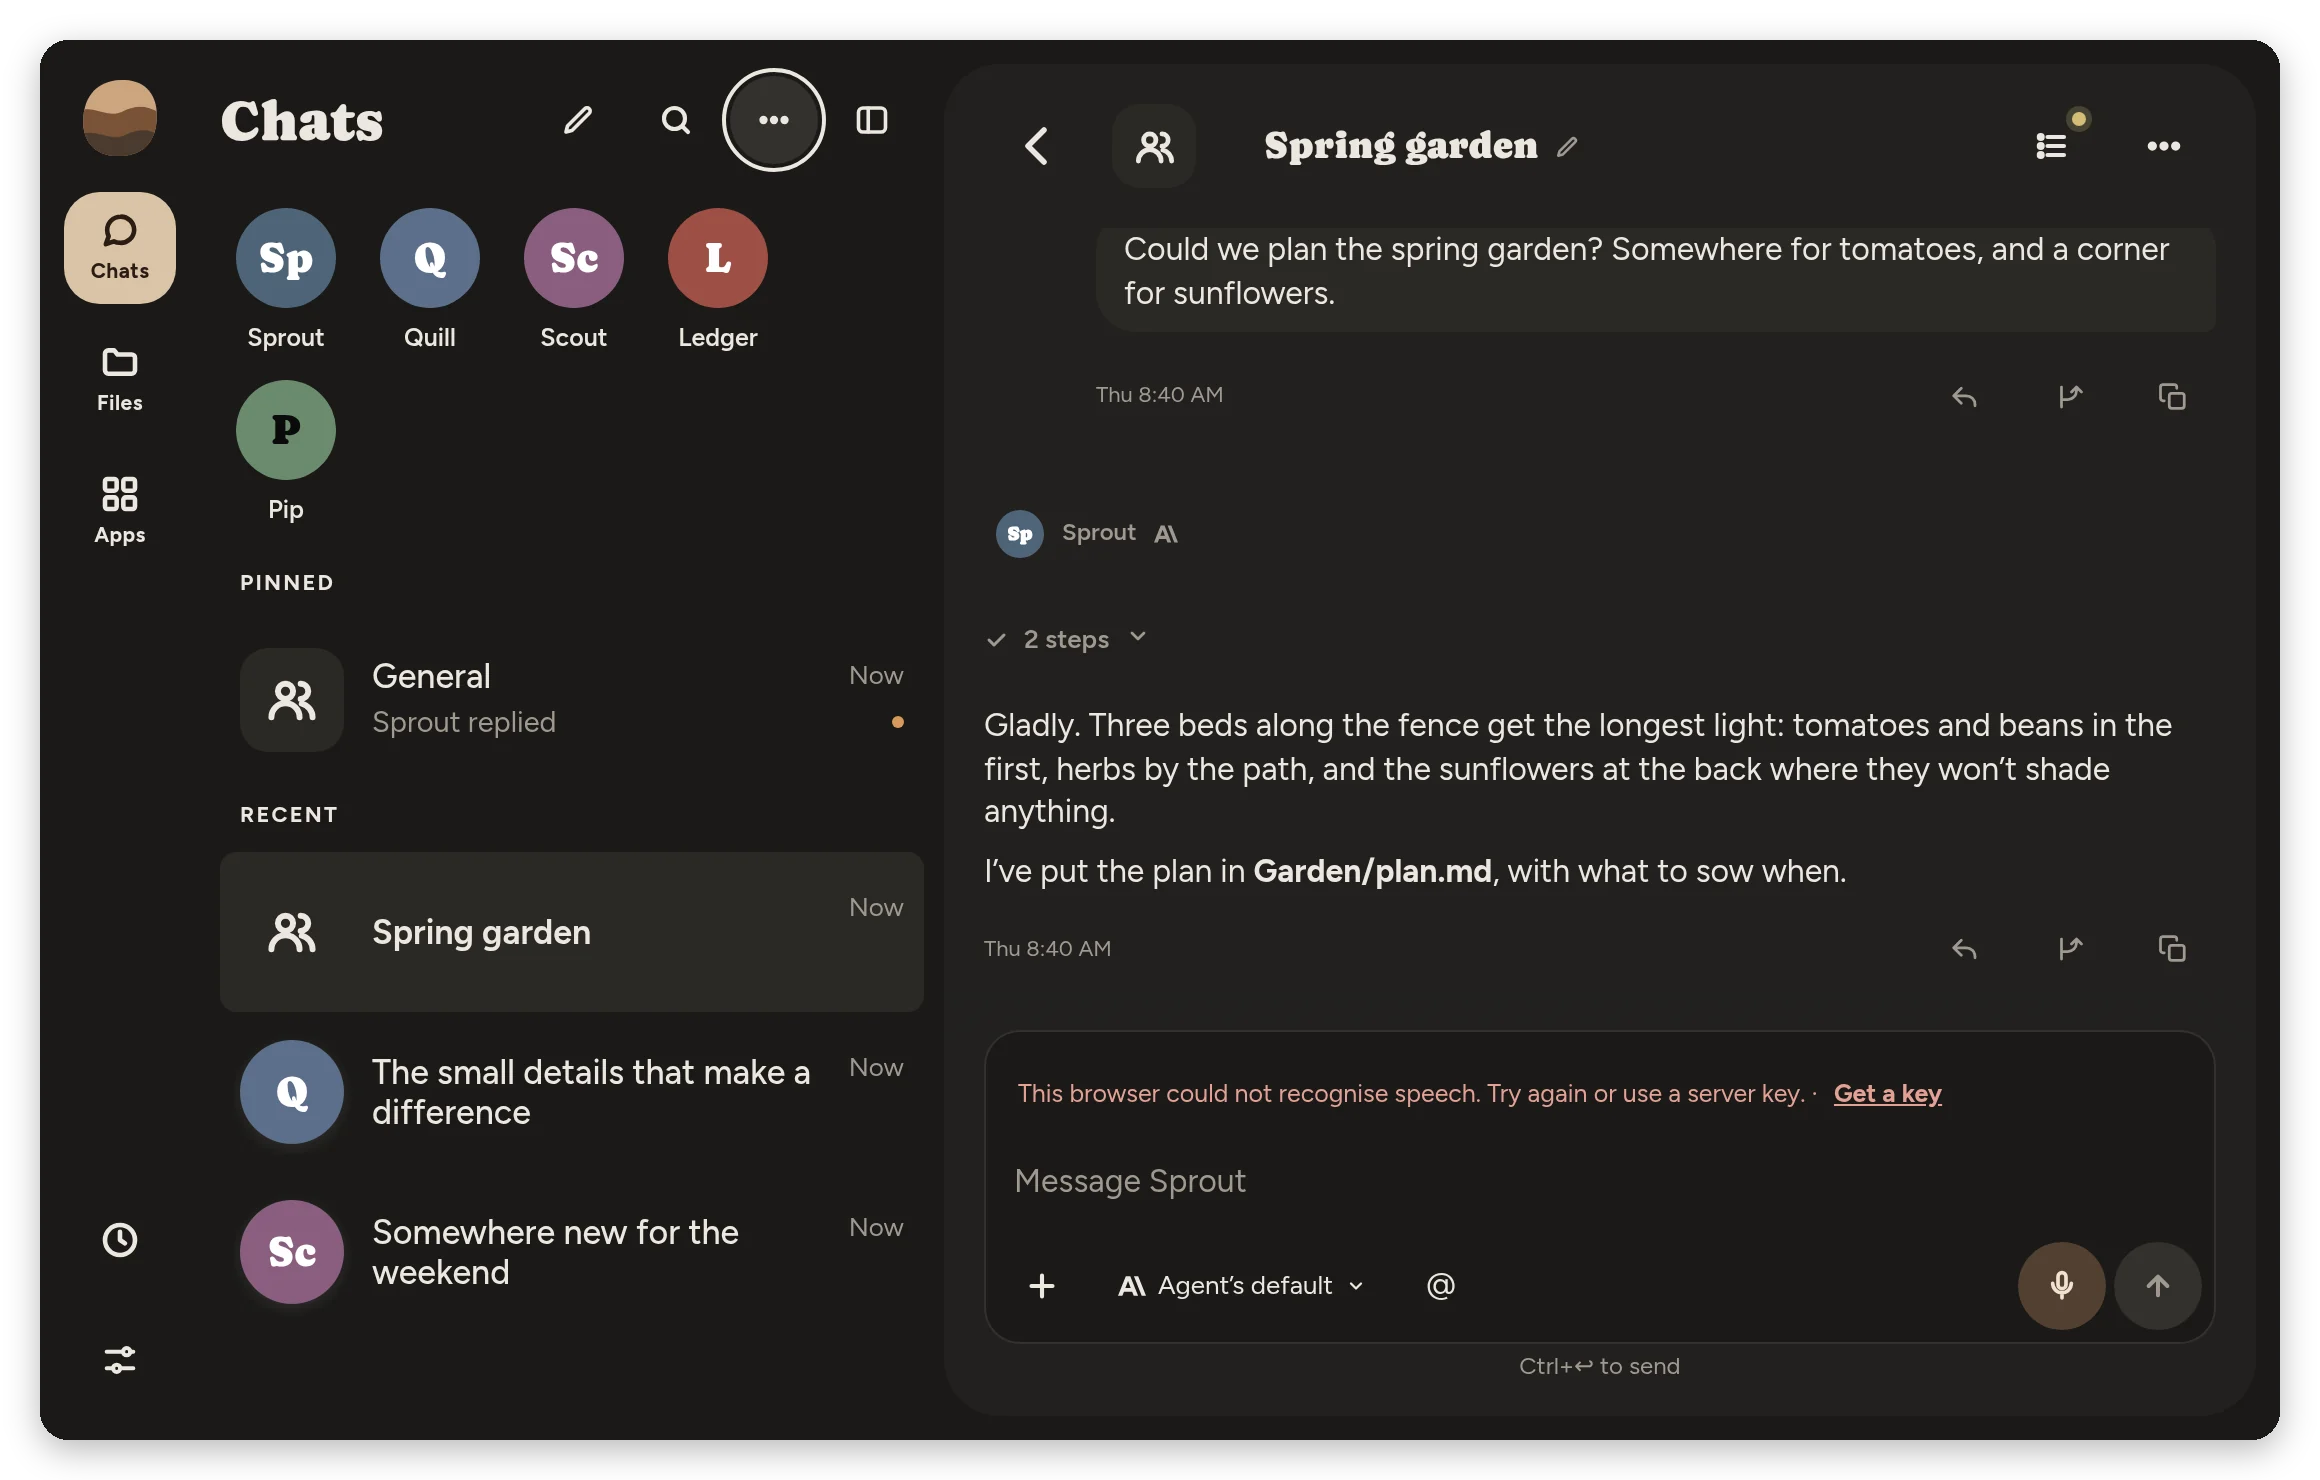 Chats
Chats
Files
Apps
Sp
Sprout
Q
Quill
Sc
Scout
L
Ledger
P
Pip
PINNED
General
Now
Sprout replied
RECENT
Spring garden
Now
Q
The small details that make a
difference
Now
Sc
Somewhere new for the
weekend
Now
Spring garden
Could we plan the spring garden? Somewhere for tomatoes, and a corner
for sunflowers.
Thu 8:40 AM
Sp
Sprout
2 steps
Gladly. Three beds along the fence get the longest light: tomatoes and beans in the
first, herbs by the path, and the sunflowers at the back where they won’t shade
anything.
I’ve put the plan in Garden/plan.md, with what to sow when.
Thu 8:40 AM
This browser could not recognise speech. Try again or use a server key. · Get a key
Message Sprout
Agent’s default
@
Ctrl+↩ to send